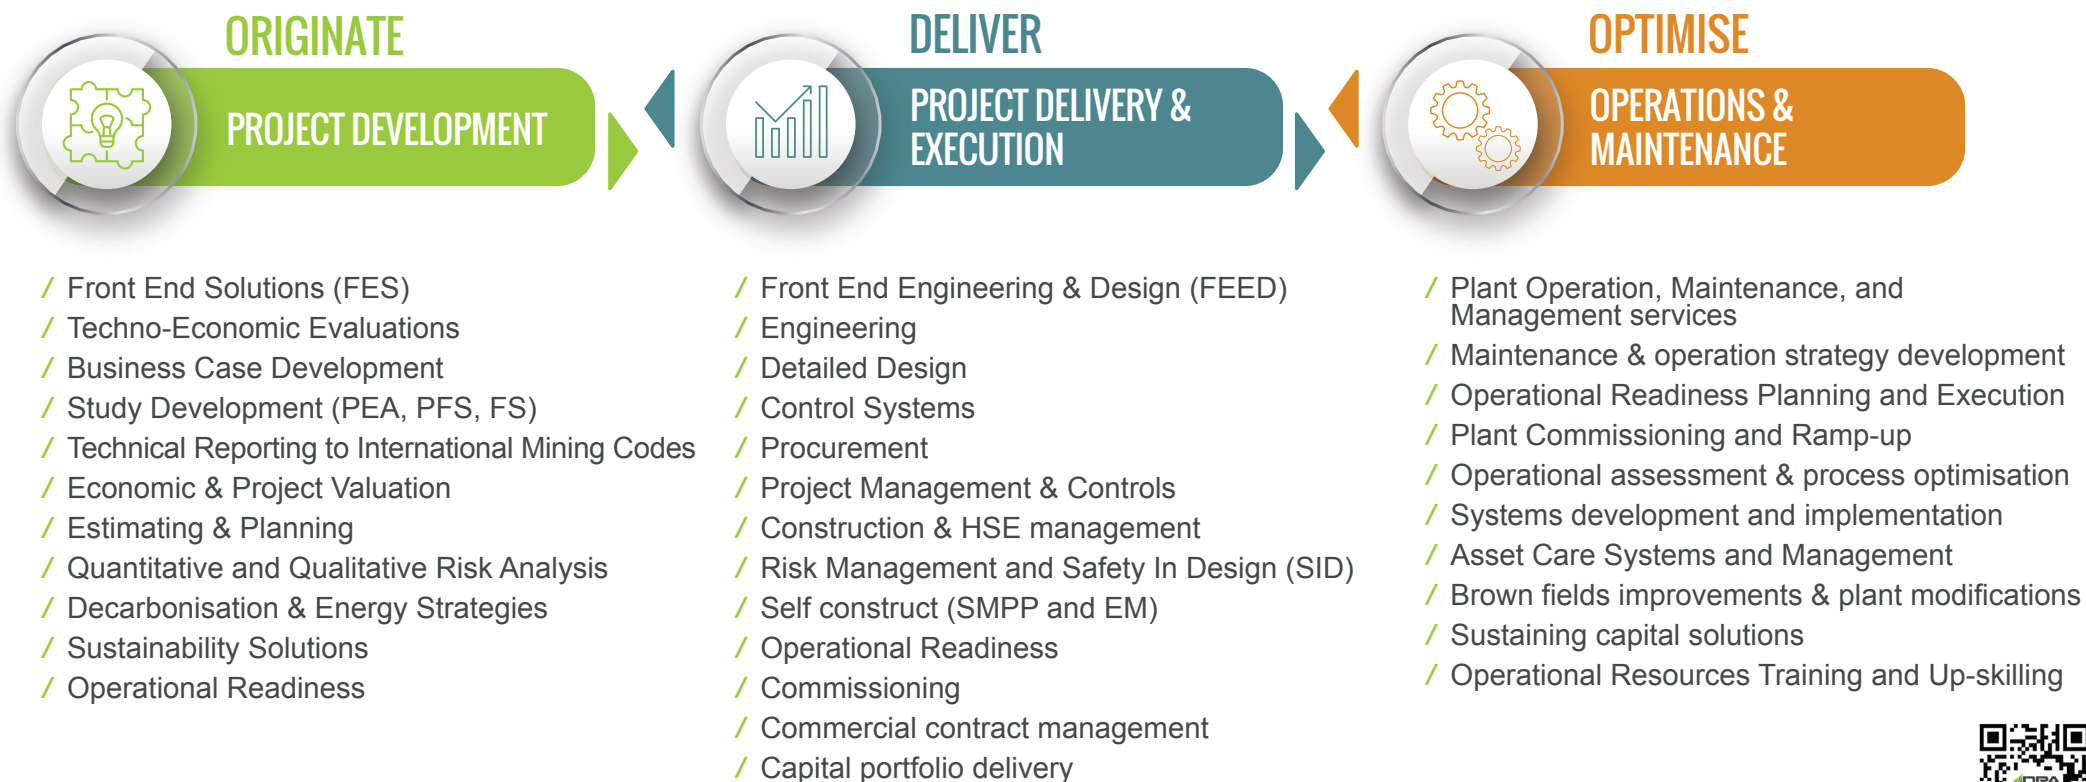 ORIGINATE
PROJECT DEVELOPMENT
/ Front End Solutions (FES)
/ Techno-Economic Evaluations
/ Business Case Development
/ Study Development (PEA, PFS, FS)
/ Technical Reporting to International Mining Codes
/ Economic & Project Valuation
/ Estimating & Planning
/ Quantitative and Qualitative Risk Analysis
/ Decarbonisation & Energy Strategies
/ Sustainability Solutions
/ Operational Readiness
DELIVER
PROJECT DELIVERY &
EXECUTION
/ Front End Engineering & Design (FEED)
/ Engineering
/ Detailed Design
/ Control Systems
/ Procurement
/ Project Management & Controls
/ Construction & HSE management
/ Risk Management and Safety In Design (SID)
/ Self construct (SMPP and EM)
/ Operational Readiness
/ Commissioning
/ Commercial contract management
/ Capital portfolio delivery
OPTIMISE
OPERATIONS &
MAINTENANCE
/ Plant Operation, Maintenance, and
Management services
/ Maintenance & operation strategy development
/ Operational Readiness Planning and Execution
/ Plant Commissioning and Ramp-up
/ Operational assessment & process optimisation
/ Systems development and implementation
/ Asset Care Systems and Management
/ Brown fields improvements & plant modifications
/ Sustaining capital solutions
/ Operational Resources Training and Up-skilling
DRA